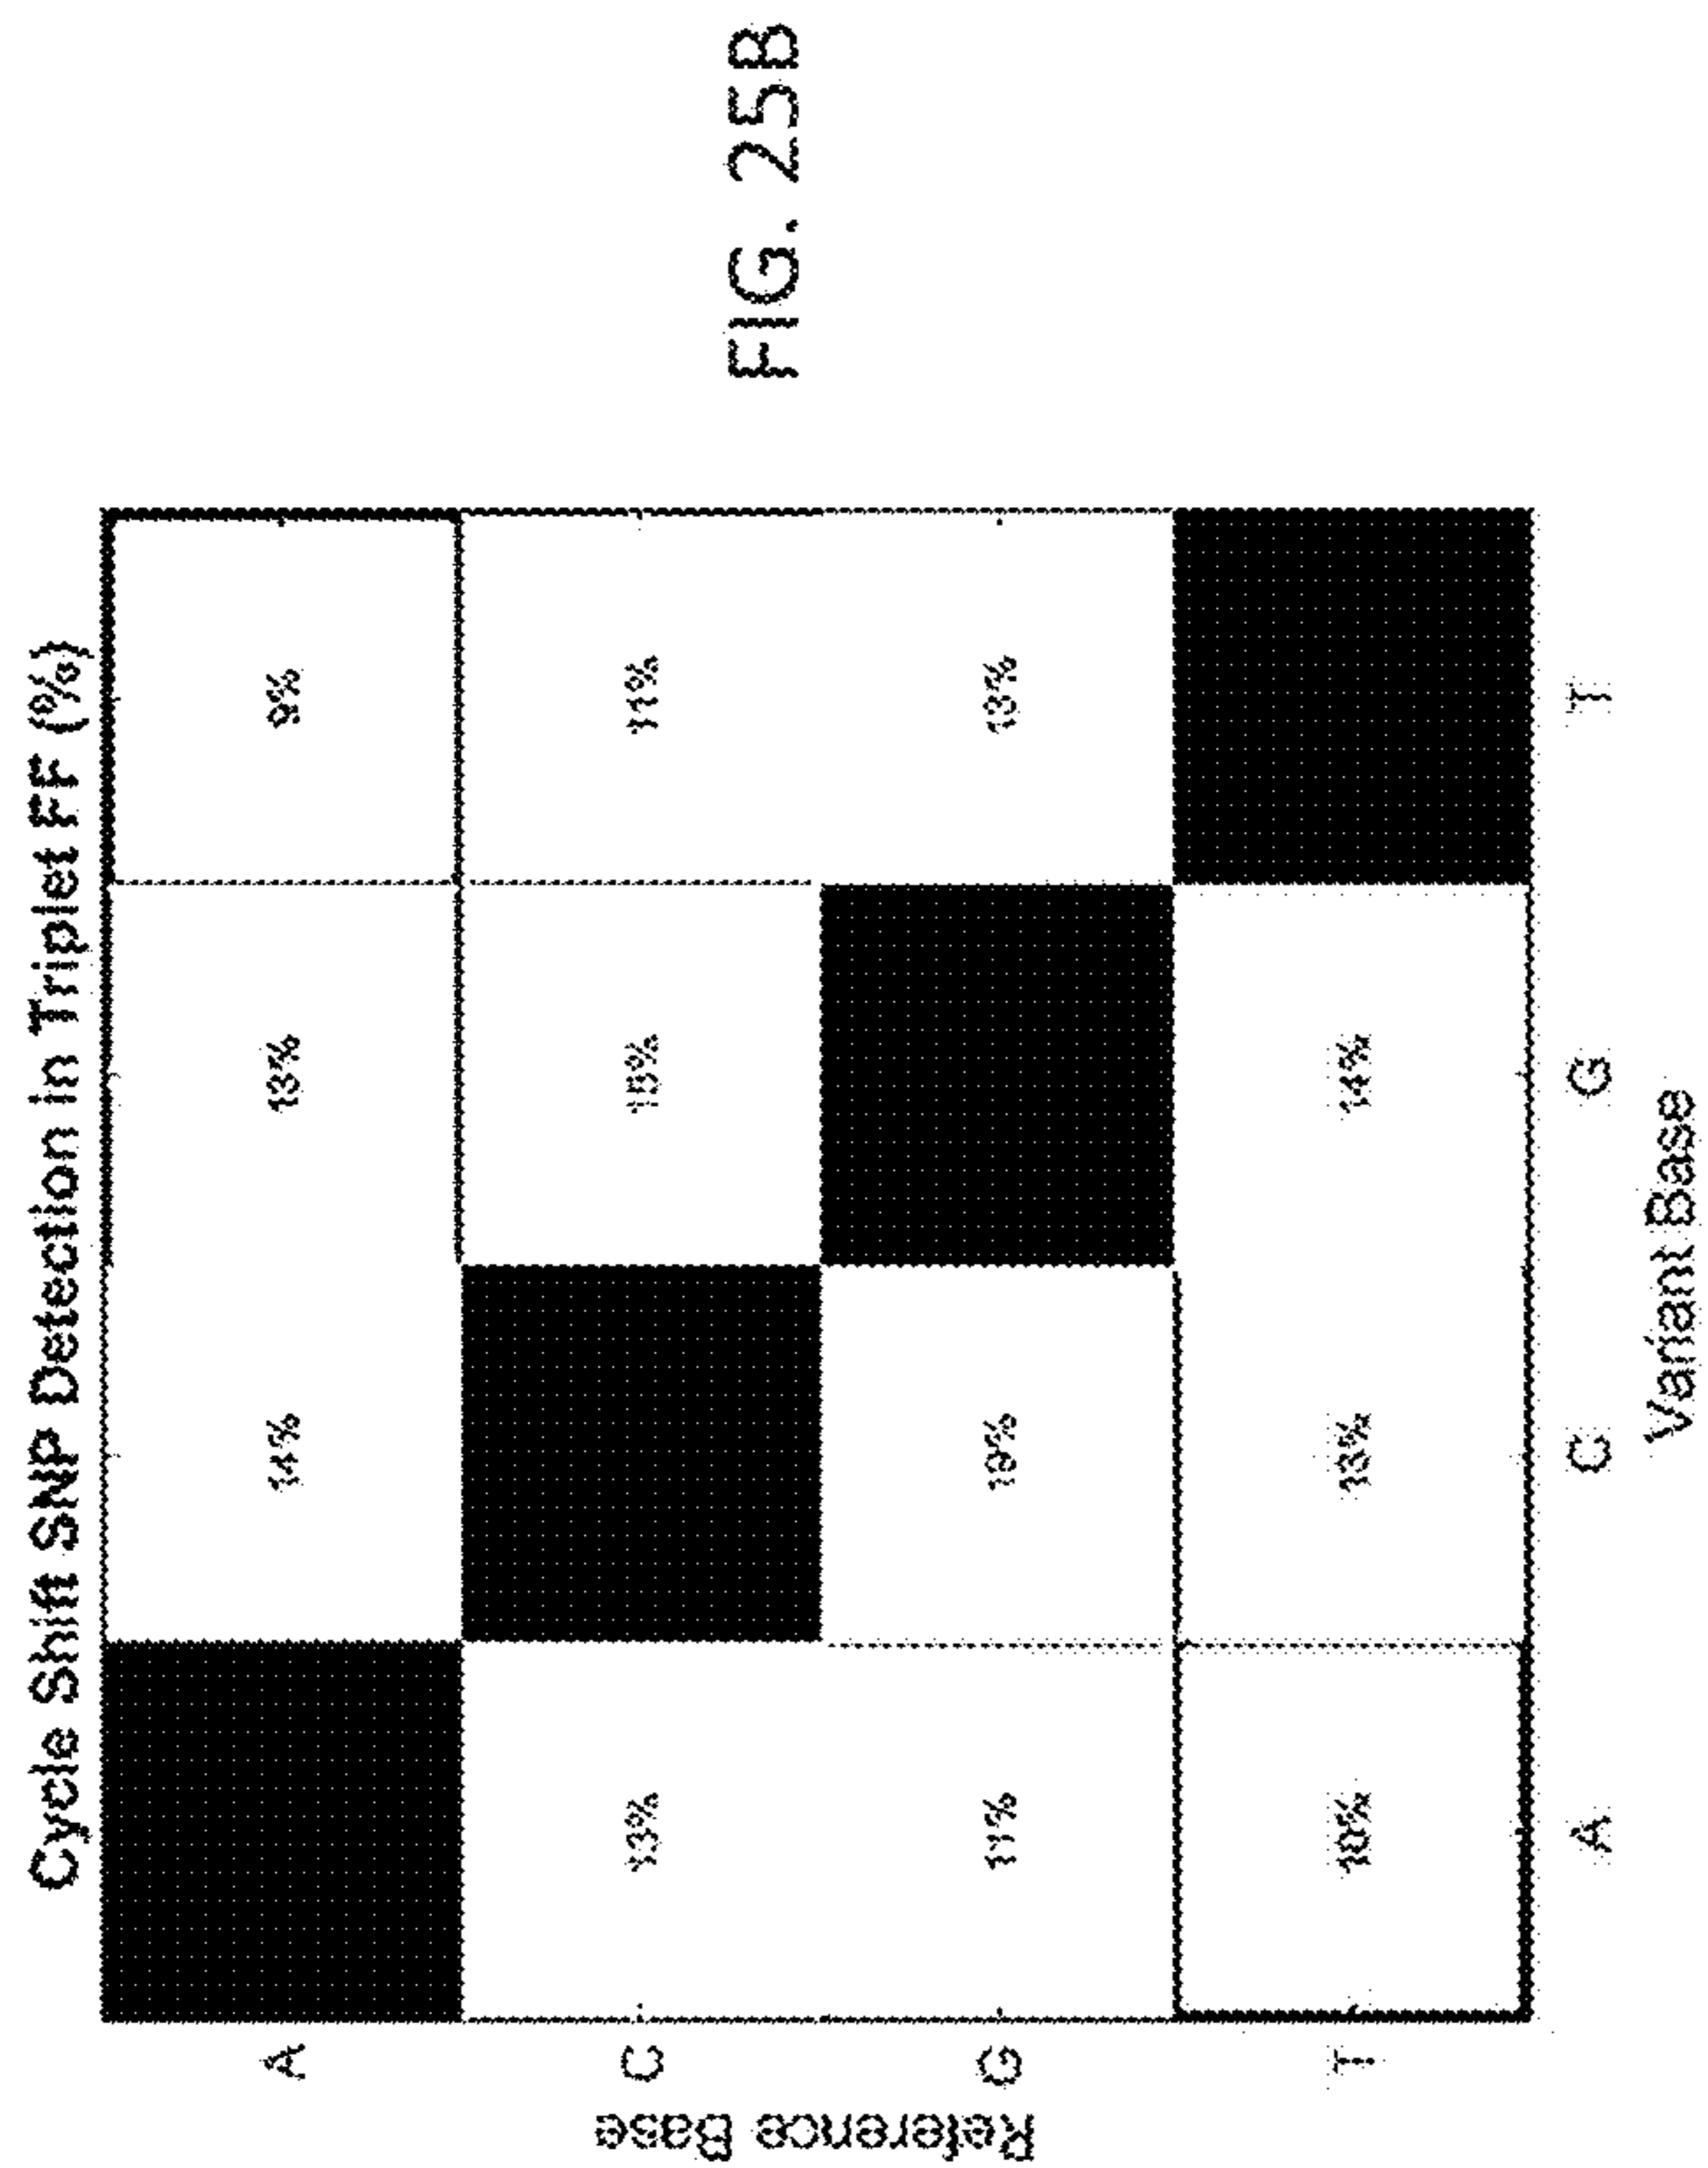 Cycle Shift SNP Detection in Triplet FF (%)
Reference Base
A 14% 13% 9%
C 13% 15% 11%
G 11% 19% 13%
T 10% 13% 14%
A C G T
Variant Base
FIG. 25B